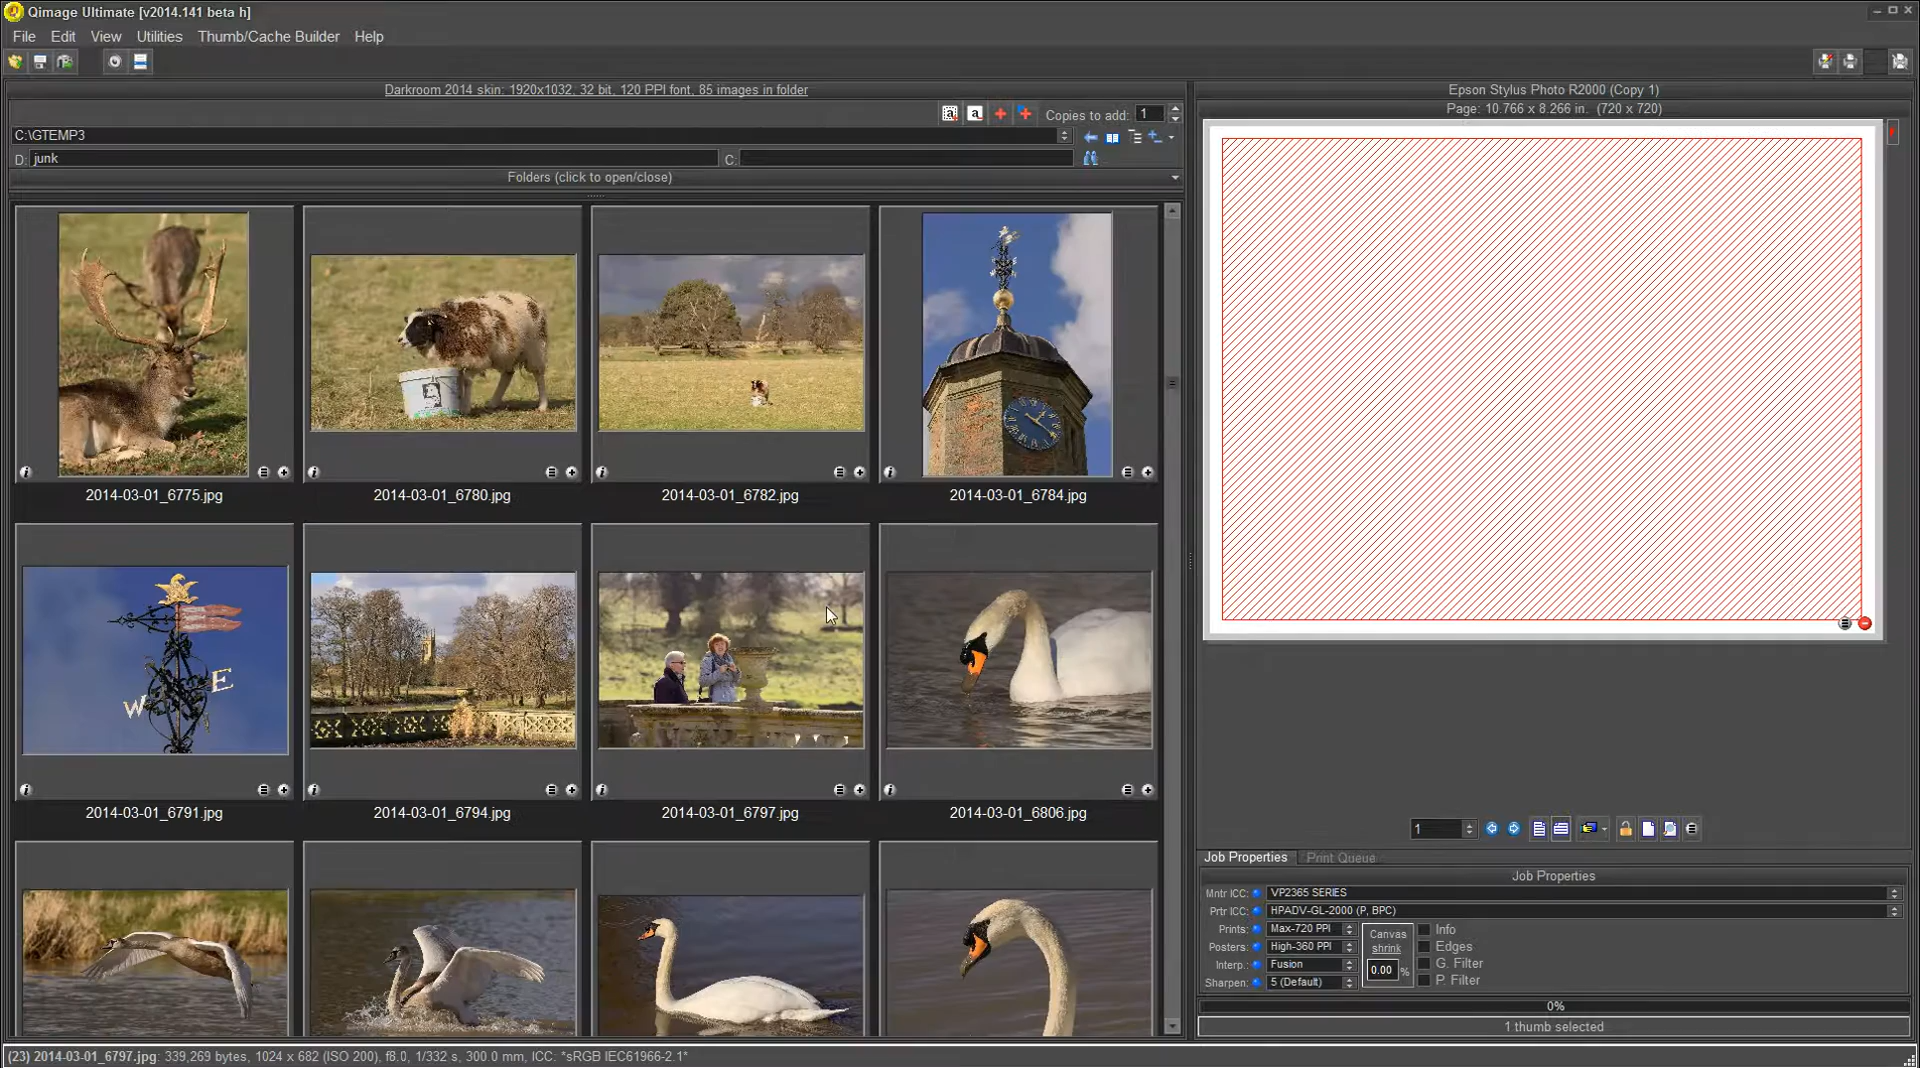 Qimage Ultimate [v2014.141 beta h]
File Edit View Utilities Thumb/Cache Builder Help
Darkroom 2014 skin: 1920x1032, 32 bit, 120 PPI font, 85 images in folder
Copies to add: 1
C:\GTEMP3
D: junk C:
Folders (click to open/close)
2014-03-01_6775.jpg 2014-03-01_6780.jpg 2014-03-01_6782.jpg 2014-03-01_6784.jpg
W E
2014-03-01_6791.jpg 2014-03-01_6794.jpg 2014-03-01_6797.jpg 2014-03-01_6806.jpg
Epson Stylus Photo R2000 (Copy 1)
Page: 10.766 x 8.266 in. (720 x 720)
1
Job Properties Print Queue
Job Properties
Mntr ICC: VP2365 SERIES
Prtr ICC: HPADV-GL-2000 (P, BPC)
Prints: Max-720 PPI
Posters: High-360 PPI
Interp.: Fusion
Sharpen: 5 (Default)
Canvas
shrink
0.00 %
Info
Edges
G. Filter
P. Filter
0%
1 thumb selected
(23) 2014-03-01_6797.jpg: 339,269 bytes, 1024 x 682 (ISO 200), f8.0, 1/332 s, 300.0 mm, ICC: *sRGB IEC61966-2.1*